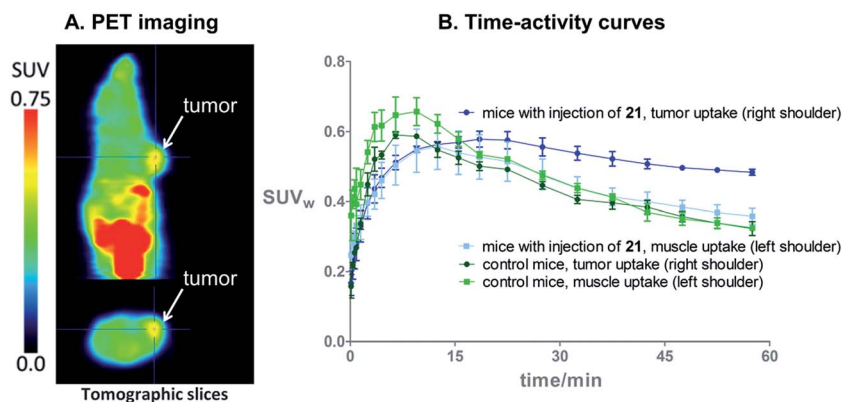 A. PET imaging
SUV
0.75
0.0
tumor
tumor
Tomographic slices
B. Time-activity curves
SUVw
0.8
0.6
0.4
0.2
0.0
0
15
30
45
60
time/min
mice with injection of 21, tumor uptake (right shoulder)
mice with injection of 21, muscle uptake (left shoulder)
control mice, tumor uptake (right shoulder)
control mice, muscle uptake (left shoulder)